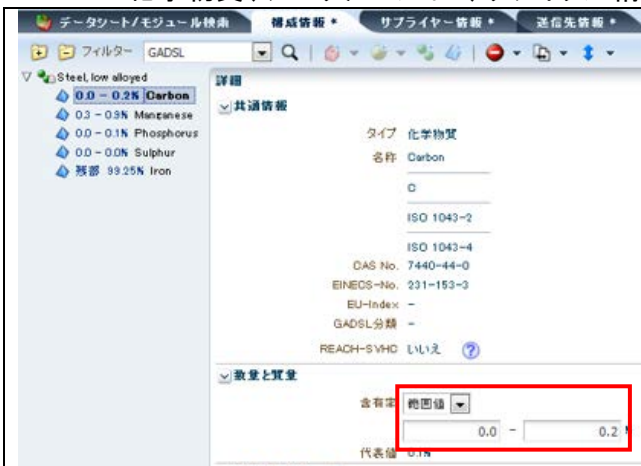 データシート/モジュール検索 構成情報 * サプライヤー情報 * 送信先情報 *
フィルター GADSL
Steel, low alloyed
0.0 - 0.2% Carbon
0.3 - 0.9% Manganese
0.0 - 0.1% Phosphorus
0.0 - 0.0% Sulphur
残部 99.25% Iron
詳細
共通情報
タイプ 化学物質
名称 Carbon
C
ISO 1043-2
ISO 1043-4
CAS No. 7440-44-0
EINECS-No. 231-153-3
EU-Index -
GADSL分類 -
REACH-SVHC いいえ ?
数量と質量
含有率 範囲値
0.0 - 0.2 %
代表値 0.1%